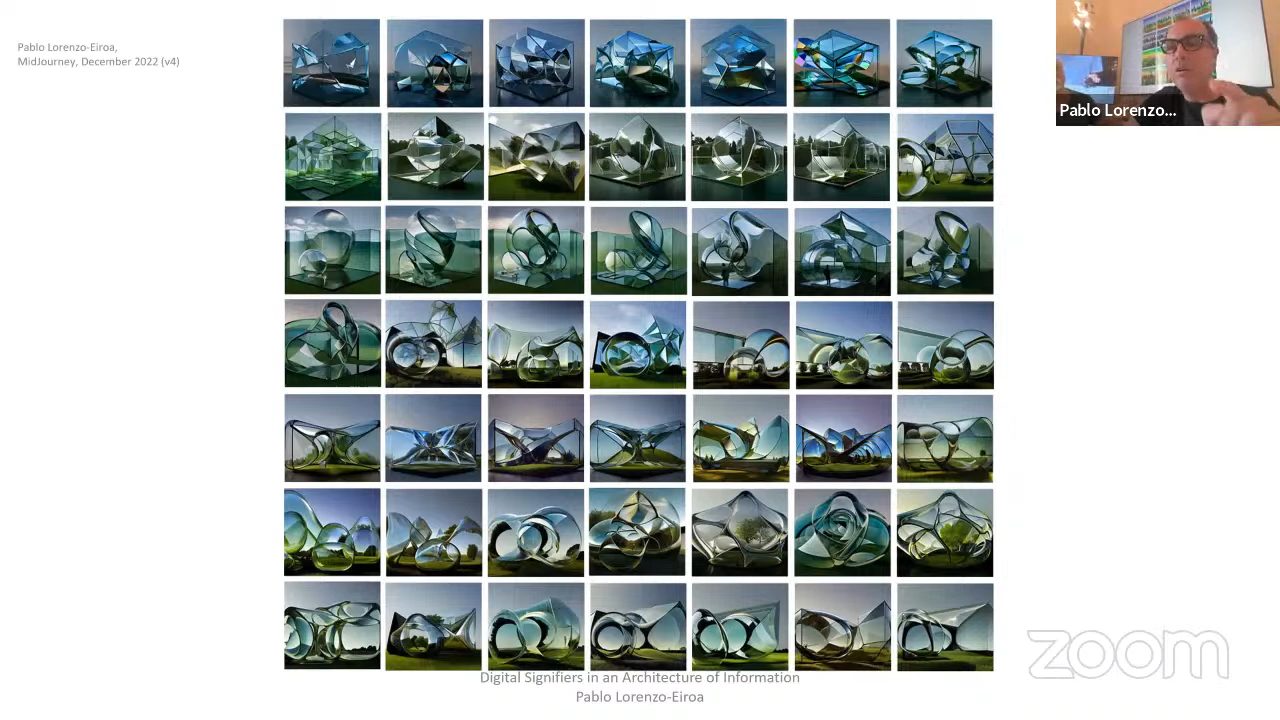 Pablo Lorenzo-Eiroa,
MidJourney, December 2022 (v4)
Pablo Lorenzo...
Digital Signifiers in an Architecture of Information
Pablo Lorenzo-Eiroa
zoom